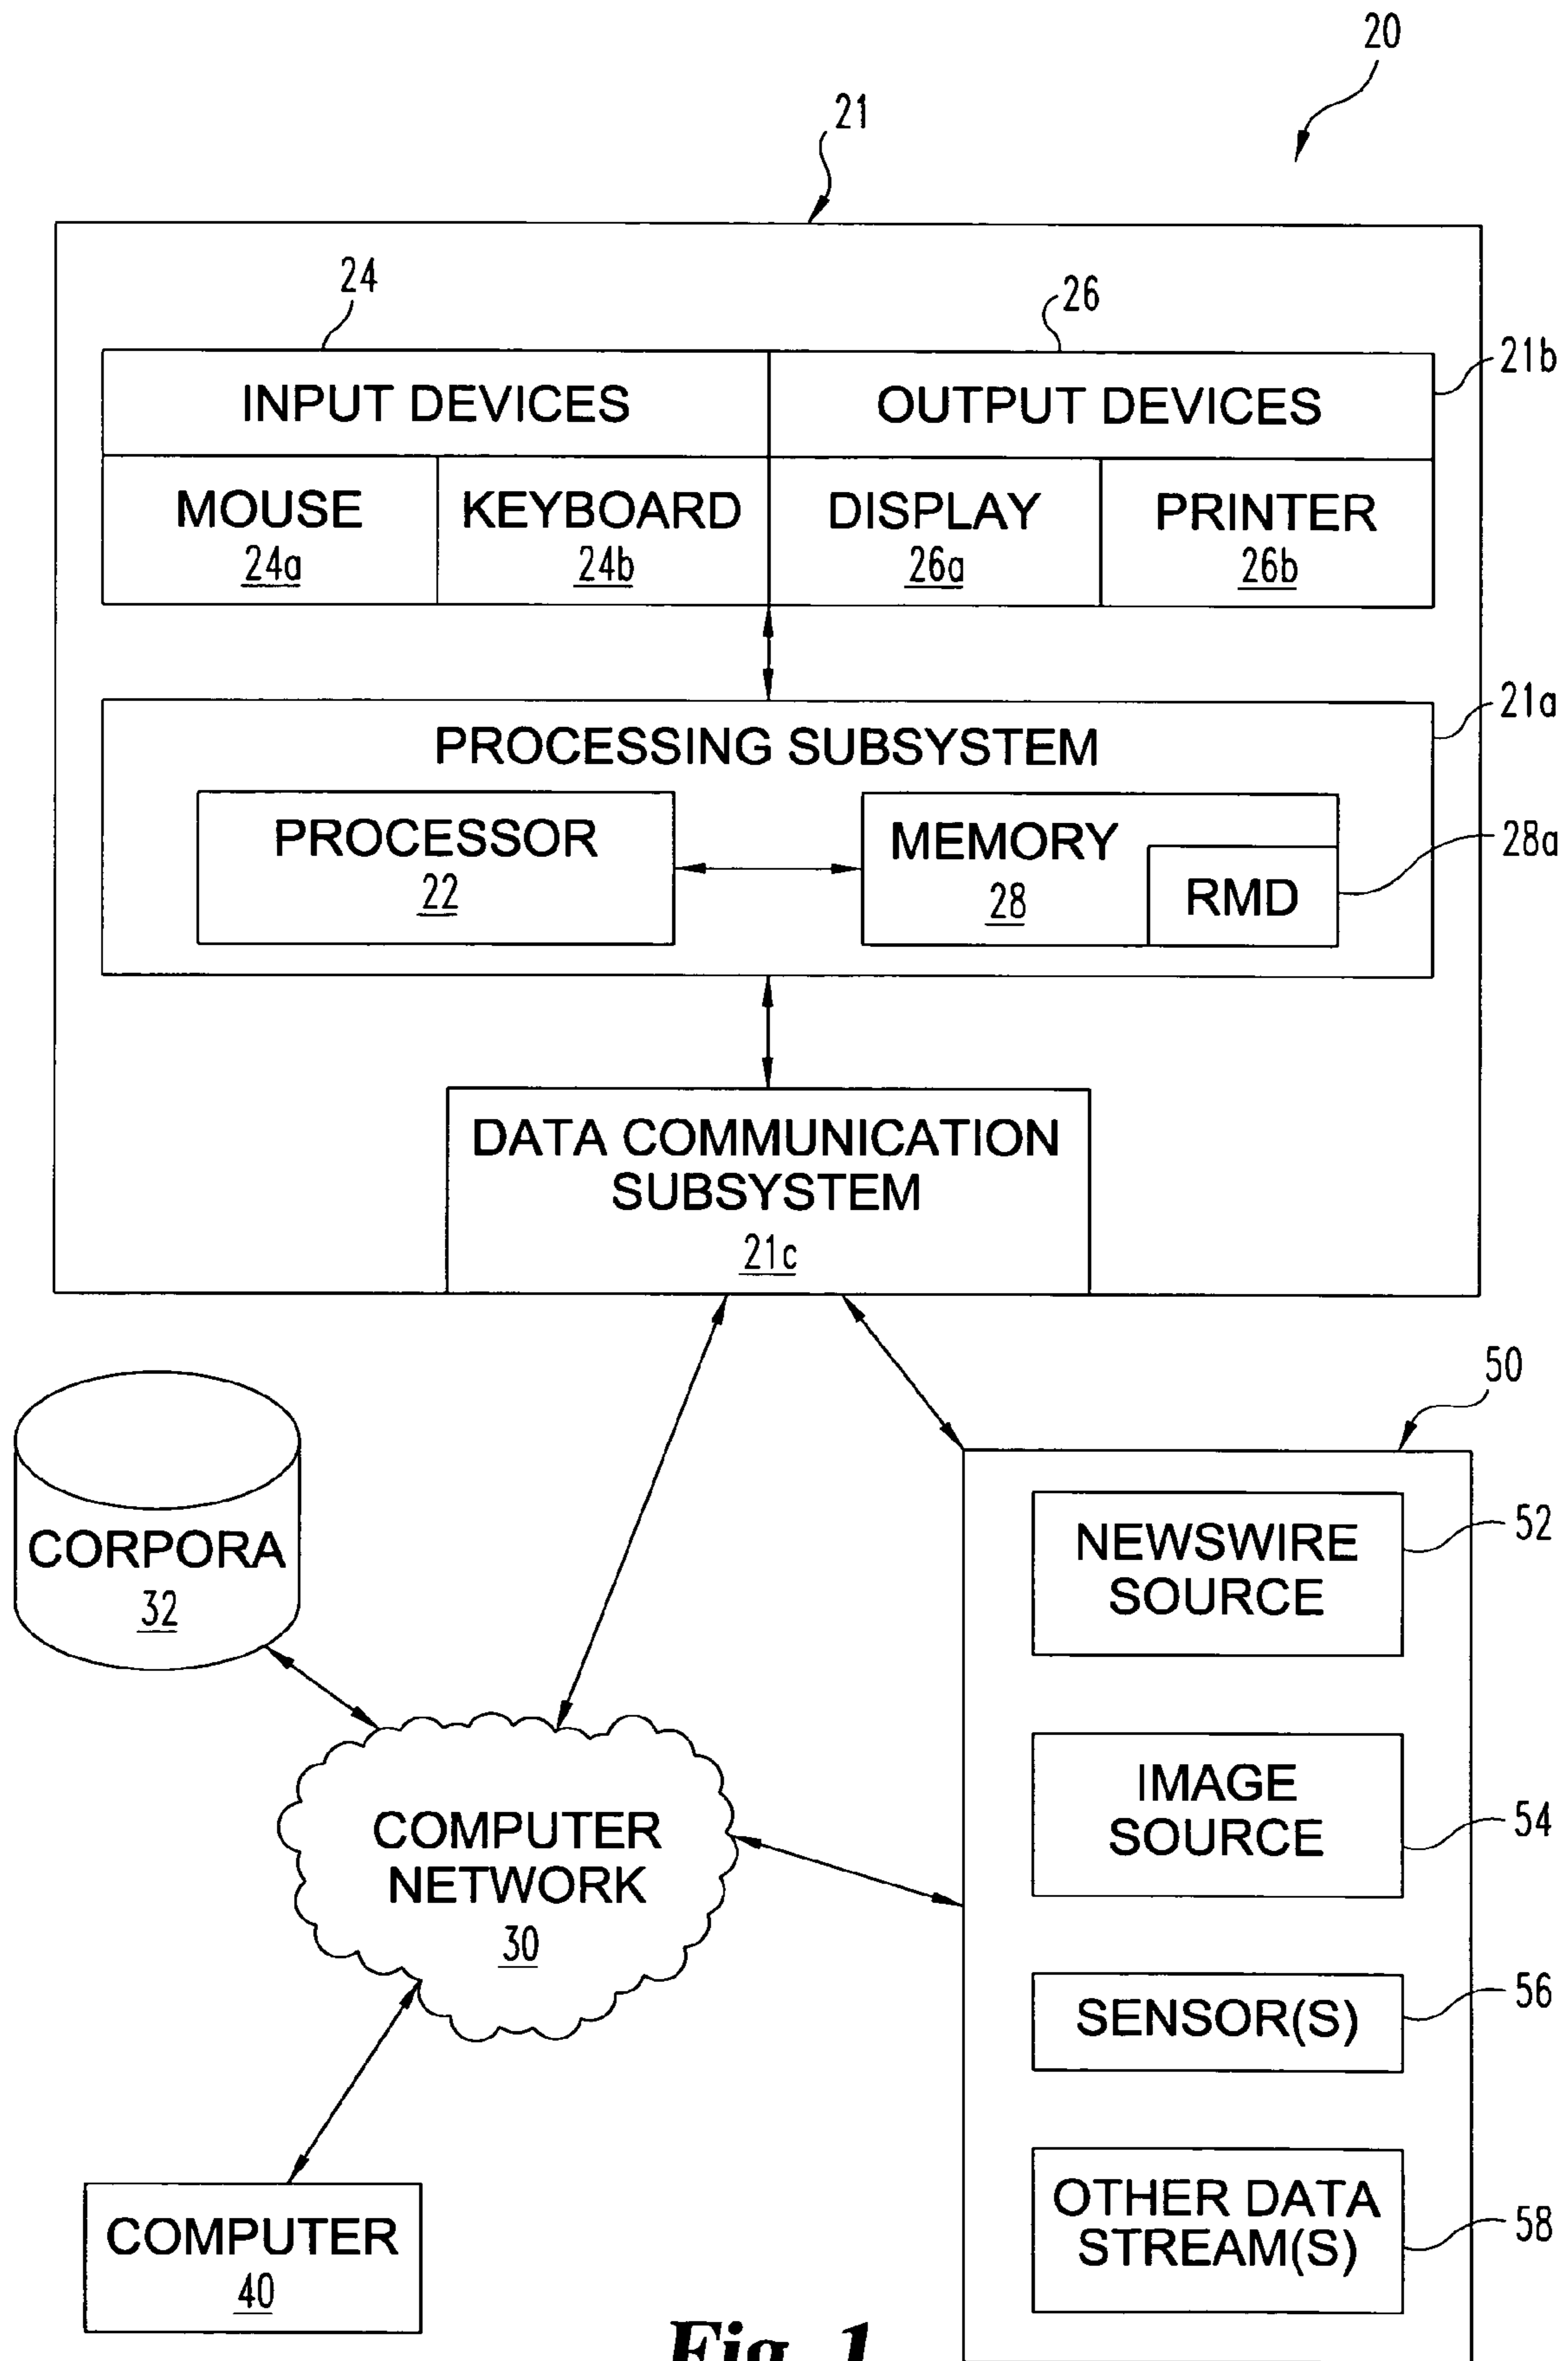 20
21
24
26
21b
INPUT DEVICES
OUTPUT DEVICES
MOUSE
24a
KEYBOARD
24b
DISPLAY
26a
PRINTER
26b
21a
PROCESSING SUBSYSTEM
PROCESSOR
22
MEMORY
28
RMD
28a
DATA COMMUNICATION
SUBSYSTEM
21c
50
CORPORA
32
NEWSWIRE
SOURCE
52
IMAGE
SOURCE
54
COMPUTER
NETWORK
30
SENSOR(S)
56
OTHER DATA
STREAM(S)
58
COMPUTER
40
Fig. 1